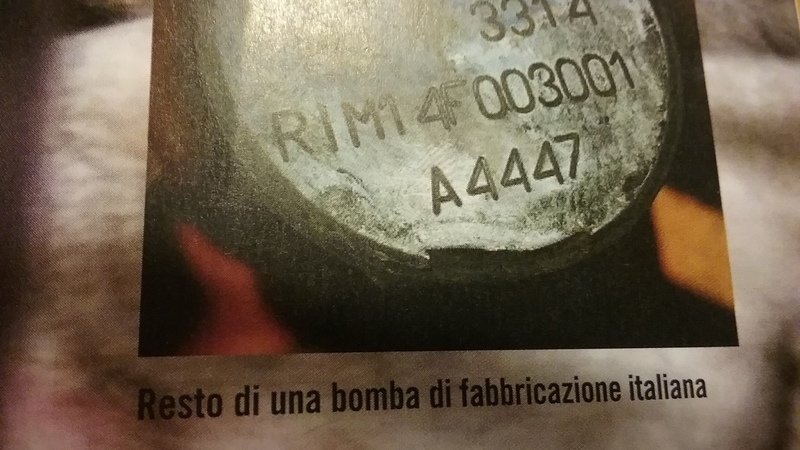 3314
RIM14F003001
A4447
Resto di una bomba di fabbricazione italiana